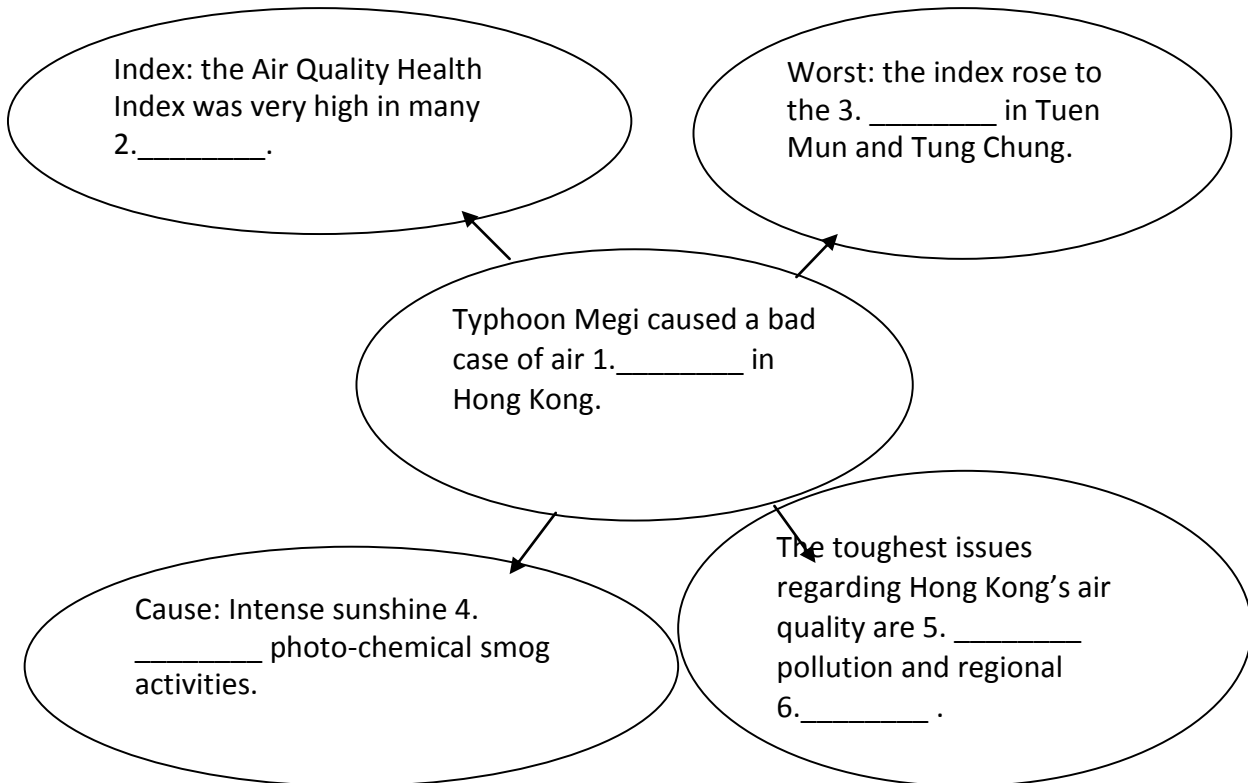 Index: the Air Quality Health
Index was very high in many
2.________.
Worst: the index rose to
the 3. ________ in Tuen
Mun and Tung Chung.
Typhoon Megi caused a bad
case of air 1.________ in
Hong Kong.
Cause: Intense sunshine 4.
________ photo-chemical smog
activities.
The toughest issues
regarding Hong Kong’s air
quality are 5. ________
pollution and regional
6.________ .